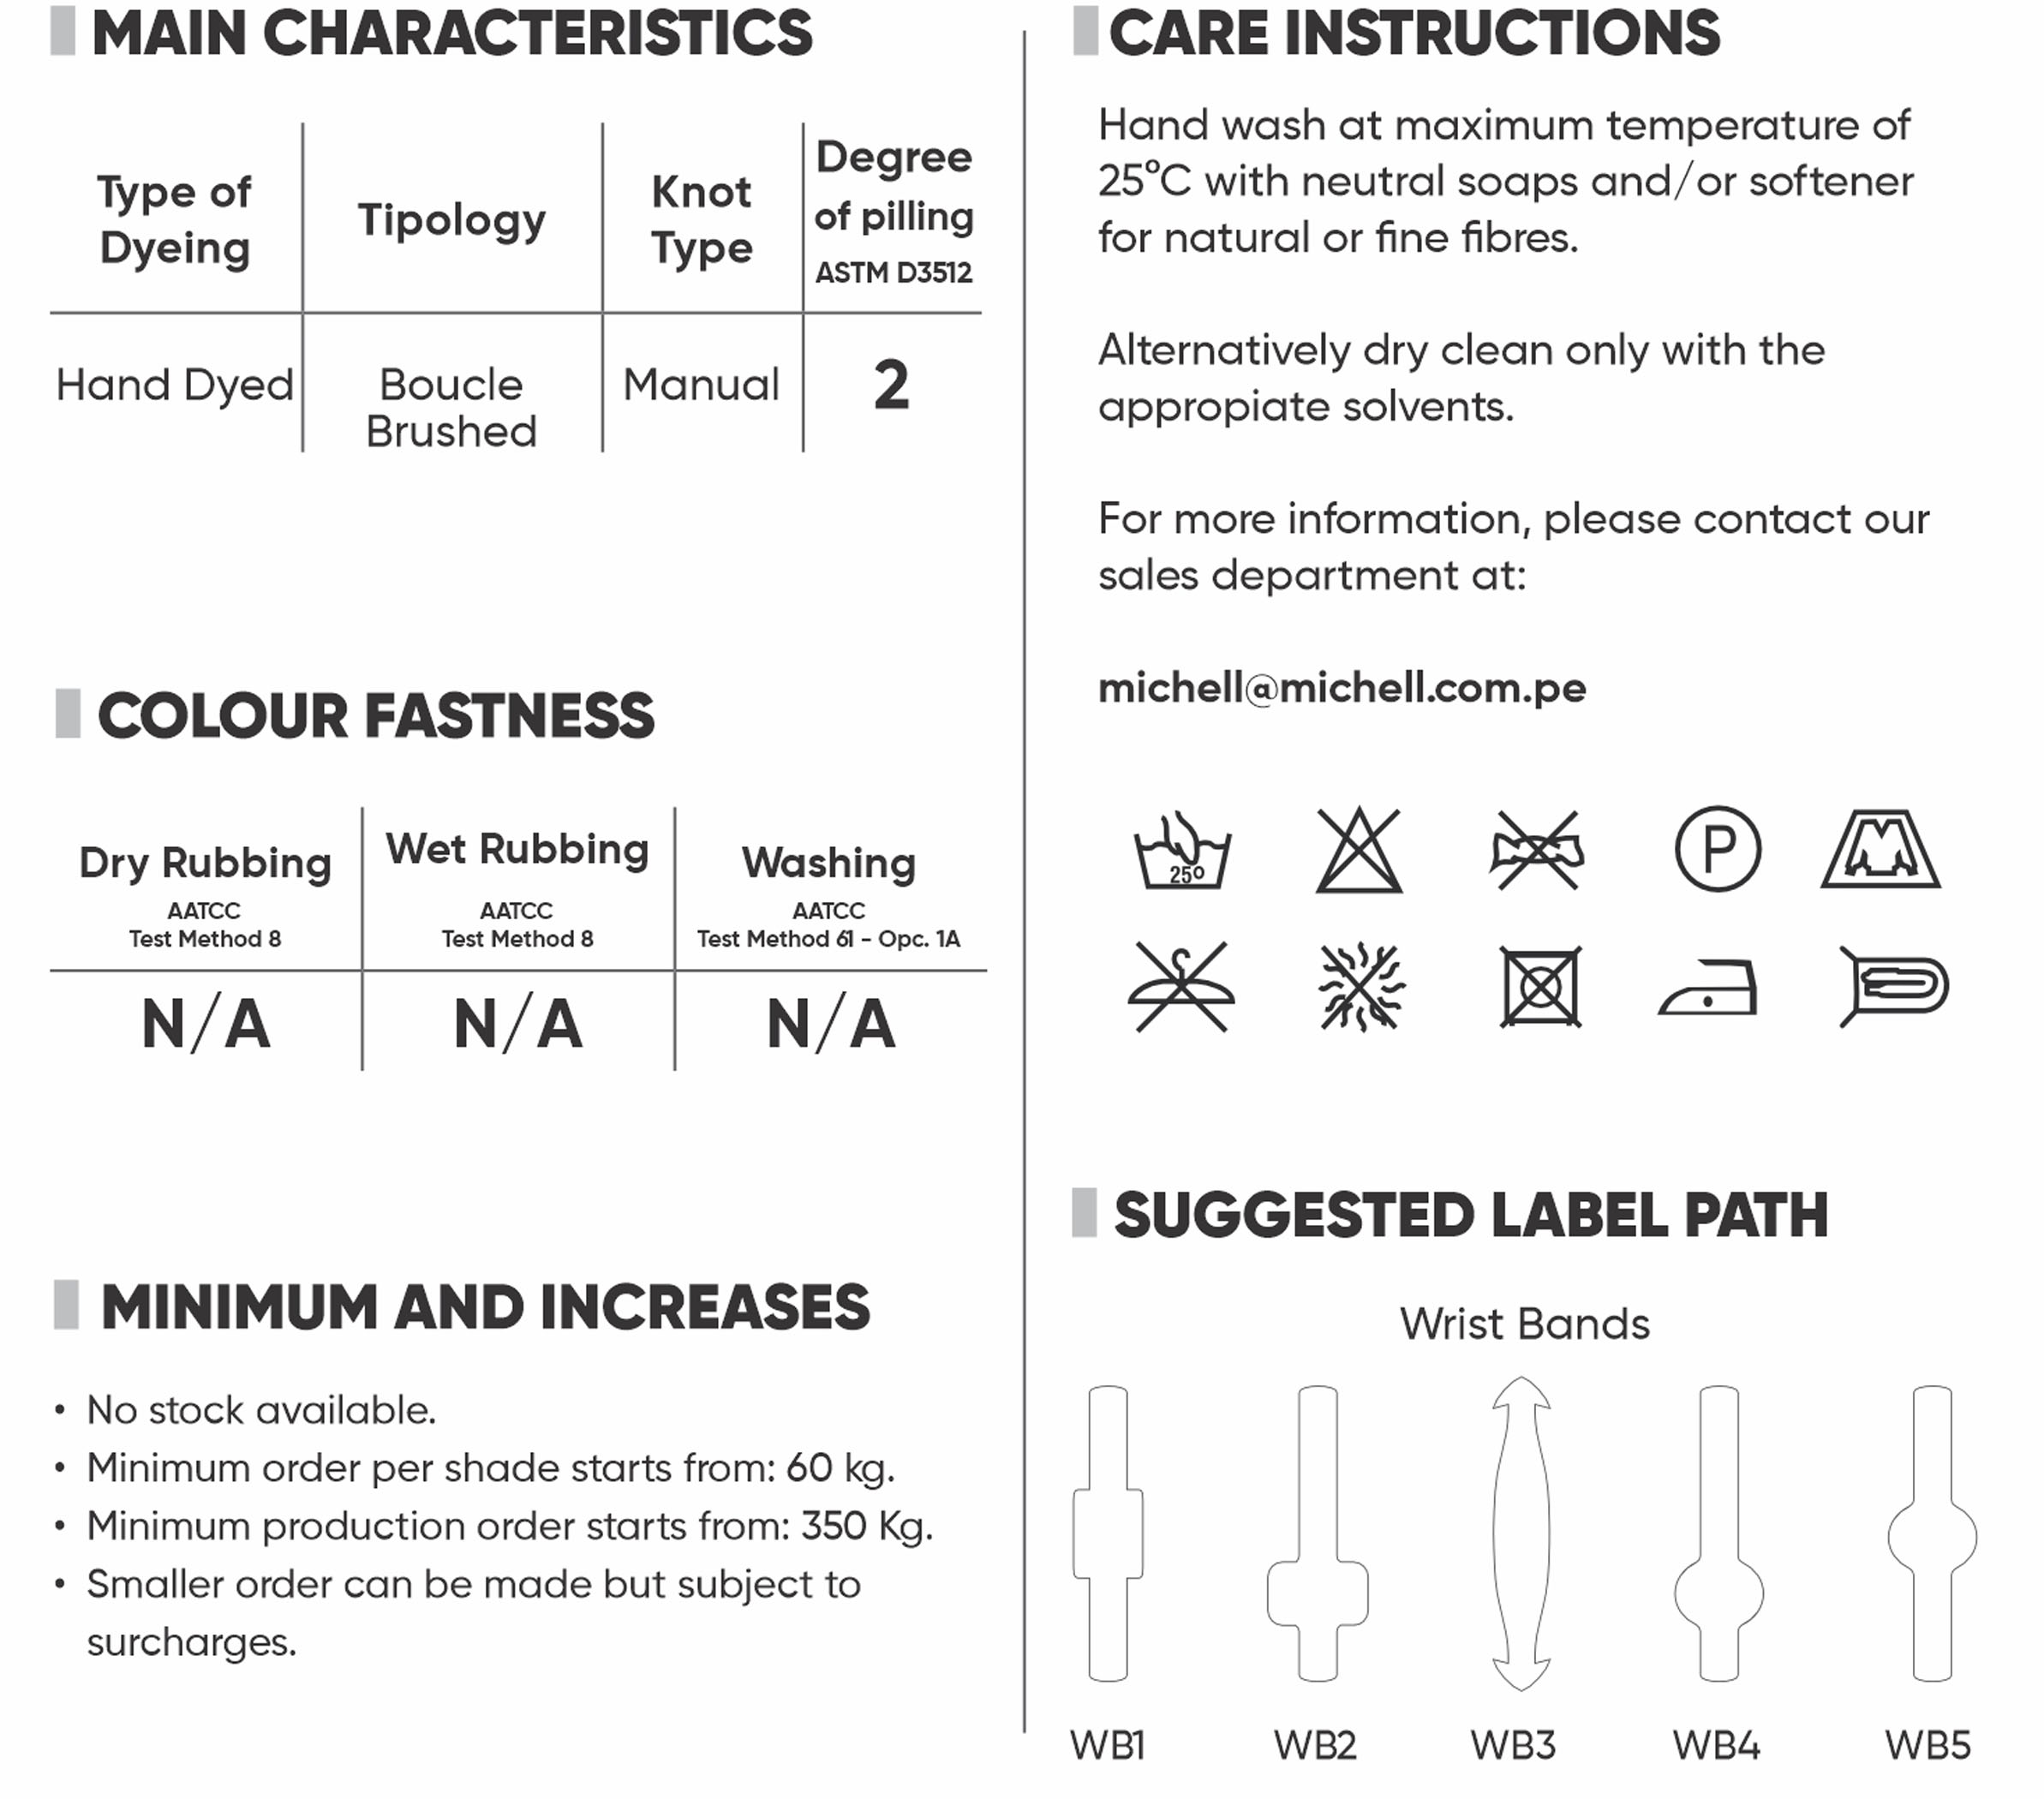 MAIN CHARACTERISTICS
Type of
Dyeing
Tipology
Knot
Type
Degree
of pilling
ASTM D3512
Hand Dyed
Boucle
Brushed
Manual
2
COLOUR FASTNESS
Dry Rubbing
AATCC
Test Method 8
Wet Rubbing
AATCC
Test Method 8
Washing
AATCC
Test Method 61 - Opc. 1A
N/A
N/A
N/A
MINIMUM AND INCREASES
• No stock available.
• Minimum order per shade starts from: 60 kg.
• Minimum production order starts from: 350 Kg.
• Smaller order can be made but subject to
surcharges.
CARE INSTRUCTIONS
Hand wash at maximum temperature of
25°C with neutral soaps and/or softener
for natural or fine fibres.
Alternatively dry clean only with the
appropiate solvents.
For more information, please contact our
sales department at:
michell@michell.com.pe
25º
P
SUGGESTED LABEL PATH
Wrist Bands
WB1
WB2
WB3
WB4
WB5